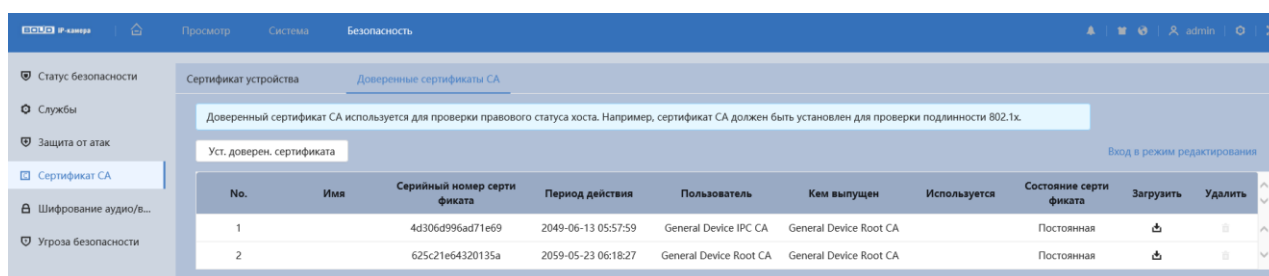 BOLID IP-камера Просмотр Система Безопасность admin
Статус безопасности
Службы
Защита от атак
Сертификат CA
Шифрование аудио/в...
Угроза безопасности
Сертификат устройства Доверенные сертификаты CA
Доверенный сертификат CA используется для проверки правового статуса хоста. Например, сертификат CA должен быть установлен для проверки подлинности 802.1x.
Уст. доверен. сертификата Вход в режим редактирования
No. Имя Серийный номер серти фиката Период действия Пользователь Кем выпущен Используется Состояние серти фиката Загрузить Удалить
1 4d306d996ad71e69 2049-06-13 05:57:59 General Device IPC CA General Device Root CA Постоянная
2 625c21e64320135a 2059-05-23 06:18:27 General Device Root CA General Device Root CA Постоянная